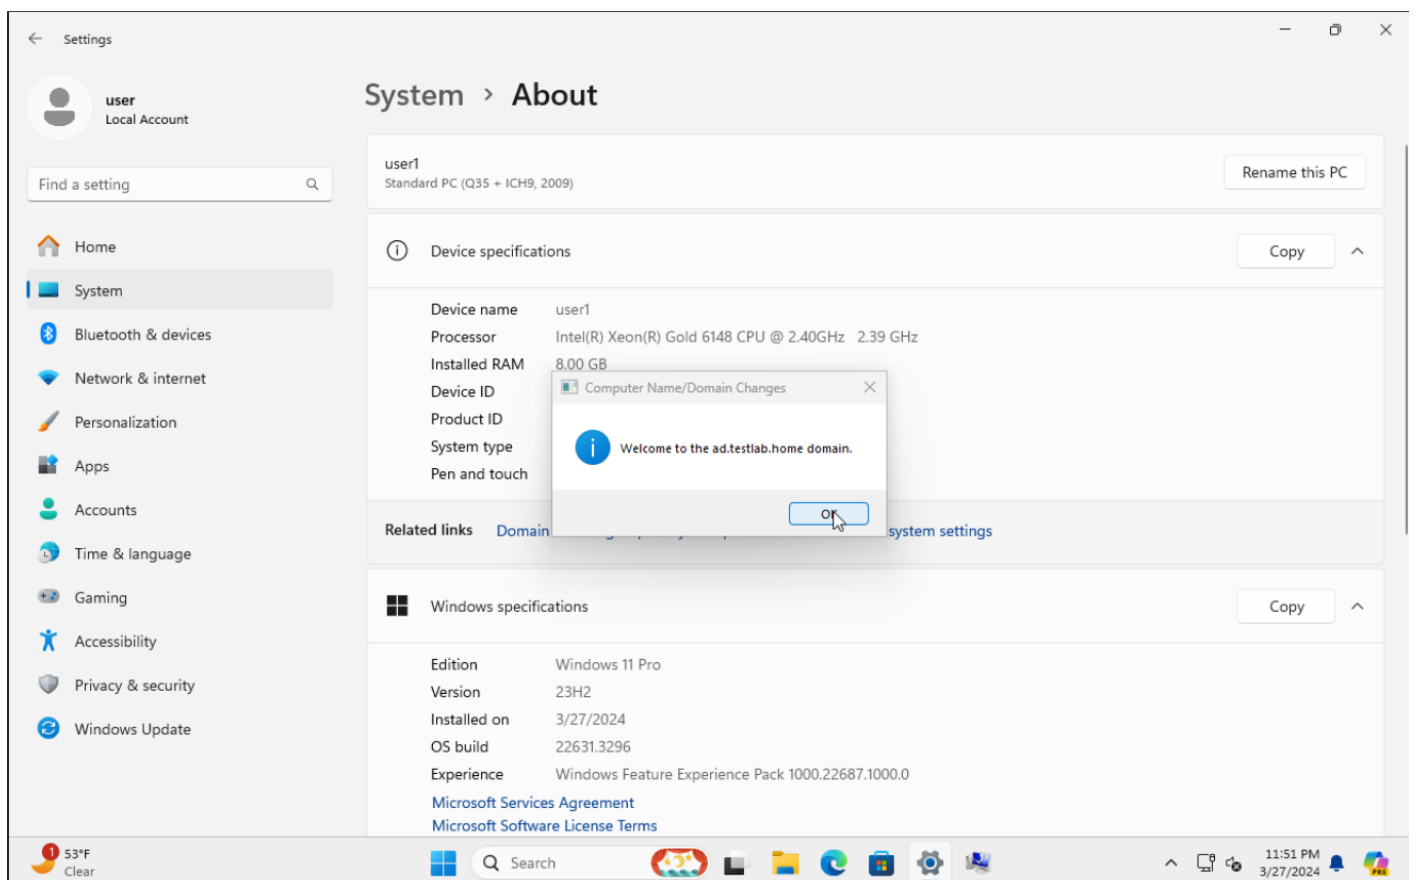 Settings
user
Local Account
Find a setting
Home
System
Bluetooth & devices
Network & internet
Personalization
Apps
Accounts
Time & language
Gaming
Accessibility
Privacy & security
Windows Update
System > About
user1
Standard PC (Q35 + ICH9, 2009)
Rename this PC
Device specifications
Copy
Device name user1
Processor Intel(R) Xeon(R) Gold 6148 CPU @ 2.40GHz 2.39 GHz
Installed RAM 8.00 GB
Device ID
Product ID
System type
Pen and touch
Computer Name/Domain Changes
Welcome to the ad.testlab.home domain.
OK
Related links Domain system settings
Windows specifications
Copy
Edition Windows 11 Pro
Version 23H2
Installed on 3/27/2024
OS build 22631.3296
Experience Windows Feature Experience Pack 1000.22687.1000.0
Microsoft Services Agreement
Microsoft Software License Terms
1
53°F
Clear
Search
11:51 PM
3/27/2024
PRE